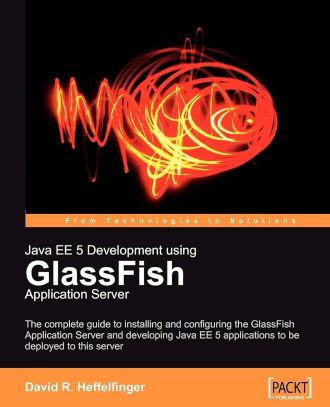 From Technologies to Solutions
Java EE 5 Development using
GlassFish
Application Server
The complete guide to installing and configuring the GlassFish
Application Server and developing Java EE 5 applications to be
deployed to this server
David R. Heffelfinger
PACKT
PUBLISHING